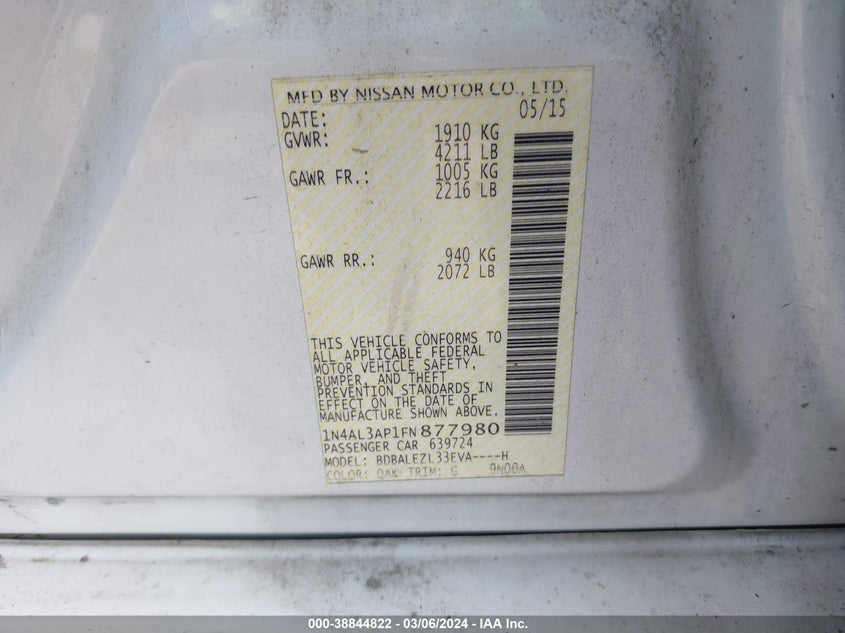 MFD BY NISSAN MOTOR CO., LTD.
DATE: 05/15
GVWR: 1910 KG
4211 LB
GAWR FR.: 1005 KG
2216 LB
GAWR RR.: 940 KG
2072 LB
THIS VEHICLE CONFORMS TO
ALL APPLICABLE FEDERAL
MOTOR VEHICLE SAFETY,
BUMPER, AND THEFT
PREVENTION STANDARDS IN
EFFECT ON THE DATE OF
MANUFACTURE SHOWN ABOVE.
1N4AL3AP1FN877980
PASSENGER CAR 639724
MODEL: BDBALEZL33EVA----H
COLOR: QAK TRIM: G 9N00A
000-38844822 - 03/06/2024 - IAA Inc.